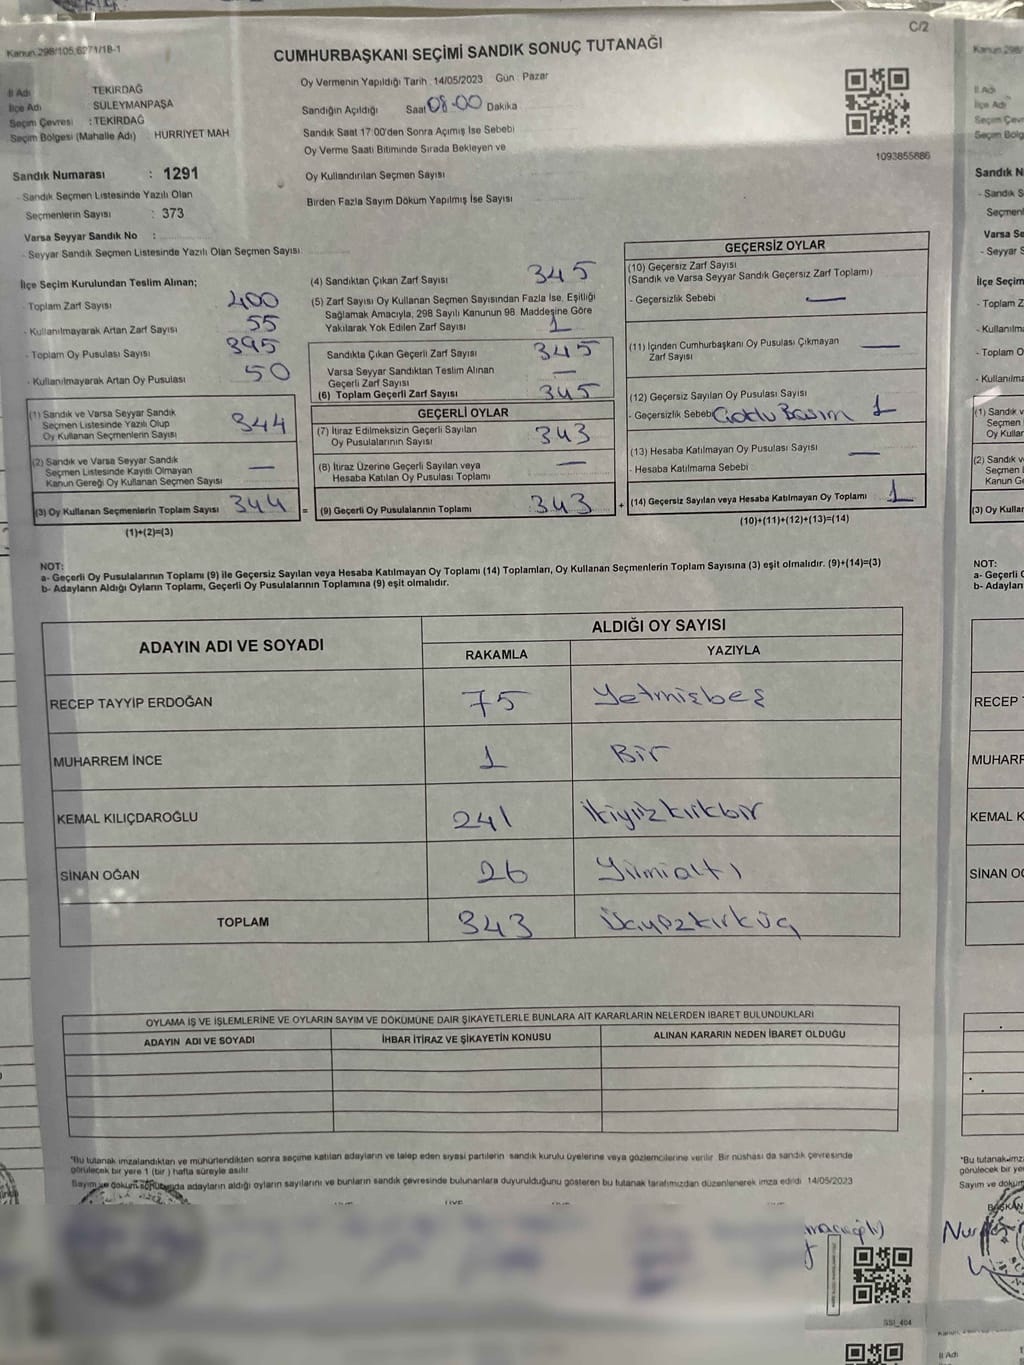 C/2
Kanun 298/105,6271/18-1
CUMHURBAŞKANI SEÇİMİ SANDIK SONUÇ TUTANAĞI
İl Adı TEKİRDAĞ
İlçe Adı SÜLEYMANPAŞA
Seçim Çevresi : TEKİRDAĞ
Seçim Bölgesi (Mahalle Adı) HÜRRİYET MAH
Oy Vermenin Yapıldığı Tarih : 14/05/2023 Gün : Pazar
Sandığın Açıldığı Saat 08:00 Dakika
Sandık Saat 17:00'den Sonra Açımış İse Sebebi
Oy Verme Saati Bitiminde Sırada Bekleyen ve
Oy Kullandırılan Seçmen Sayısı
Birden Fazla Sayım Döküm Yapılmış İse Sayısı
1093855886
Sandık Numarası : 1291
- Sandık Seçmen Listesinde Yazılı Olan
Seçmenlerin Sayısı : 373
Varsa Seyyar Sandık No :
- Seyyar Sandık Seçmen Listesinde Yazılı Olan Seçmen Sayısı
İlçe Seçim Kurulundan Teslim Alınan;
- Toplam Zarf Sayısı 400
- Kullanılmayarak Artan Zarf Sayısı 55
- Toplam Oy Pusulası Sayısı 395
- Kullanılmayarak Artan Oy Pusulası 50
(1) Sandık ve Varsa Seyyar Sandık
Seçmen Listesinde Yazılı Olup
Oy Kullanan Seçmenlerin Sayısı 344
(2) Sandık ve Varsa Seyyar Sandık
Seçmen Listesinde Kayıtlı Olmayan
Kanun Gereği Oy Kullanan Seçmen Sayısı —
(3) Oy Kullanan Seçmenlerin Toplam Sayısı 344 =
(1)+(2)=(3)
(4) Sandıktan Çıkan Zarf Sayısı 345
(5) Zarf Sayısı Oy Kullanan Seçmen Sayısından Fazla İse, Eşitliği
Sağlamak Amacıyla, 298 Sayılı Kanunun 98. Maddesine Göre
Yakılarak Yok Edilen Zarf Sayısı 1
Sandıkta Çıkan Geçerli Zarf Sayısı 345
Varsa Seyyar Sandıktan Teslim Alınan
Geçerli Zarf Sayısı —
(6) Toplam Geçerli Zarf Sayısı 345
GEÇERLİ OYLAR
(7) İtiraz Edilmeksizin Geçerli Sayılan
Oy Pusulalarının Sayısı 343
(8) İtiraz Üzerine Geçerli Sayılan veya
Hesaba Katılan Oy Pusulası Toplamı —
(9) Geçerli Oy Pusulalarının Toplamı : 343 +
GEÇERSİZ OYLAR
(10) Geçersiz Zarf Sayısı
(Sandık ve Varsa Seyyar Sandık Geçersiz Zarf Toplamı)
- Geçersizlik Sebebi —
(11) İçinden Cumhurbaşkanı Oy Pusulası Çıkmayan
Zarf Sayısı —
(12) Geçersiz Sayılan Oy Pusulası Sayısı
- Geçersizlik Sebebi Basım 1
(13) Hesaba Katılmayan Oy Pusulası Sayısı —
- Hesaba Katılmama Sebebi
(14) Geçersiz Sayılan veya Hesaba Katılmayan Oy Toplamı : 1
(10)+(11)+(12)+(13)=(14)
NOT:
a- Geçerli Oy Pusulalarının Toplamı (9) ile Geçersiz Sayılan veya Hesaba Katılmayan Oy Toplamı (14) Toplamları, Oy Kullanan Seçmenlerin Toplam Sayısına (3) eşit olmalıdır. (9)+(14)=(3)
b- Adayların Aldığı Oyların Toplamı, Geçerli Oy Pusulalarının Toplamına (9) eşit olmalıdır.
ADAYIN ADI VE SOYADI
ALDIĞI OY SAYISI
RAKAMLA YAZIYLA
RECEP TAYYİP ERDOĞAN 75 Yetmişbeş
MUHARREM İNCE 1 Bir
KEMAL KILIÇDAROĞLU 241 ikiyüzkırkbir
SİNAN OĞAN 26 Yirmialtı
TOPLAM 343 Üçyüzkırküç
OYLAMA İŞ VE İŞLEMLERİNE VE OYLARIN SAYIM VE DÖKÜMÜNE DAİR ŞİKAYETLERLE BUNLARA AİT KARARLARIN NELERDEN İBARET BULUNDUKLARI
ADAYIN ADI VE SOYADI İHBAR İTİRAZ VE ŞİKAYETİN KONUSU ALINAN KARARIN NEDEN İBARET OLDUĞU
*Bu tutanak imzalandıktan ve mühürlendikten sonra seçime katılan adayların ve talep eden siyasi partilerin sandık kurulu üyelerine veya gözlemcilerine verilir. Bir nüshası da sandık çevresinde
görülecek bir yere 1 (bir ) hafta süreyle asılır.
Sayım ve döküm sonucunda adayların aldığı oyların sayılarını ve bunların sandık çevresinde bulunanlara duyurulduğunu gösteren bu tutanak tarafımızdan düzenlenerek imza edildi. 14/05/2023
SSI_404